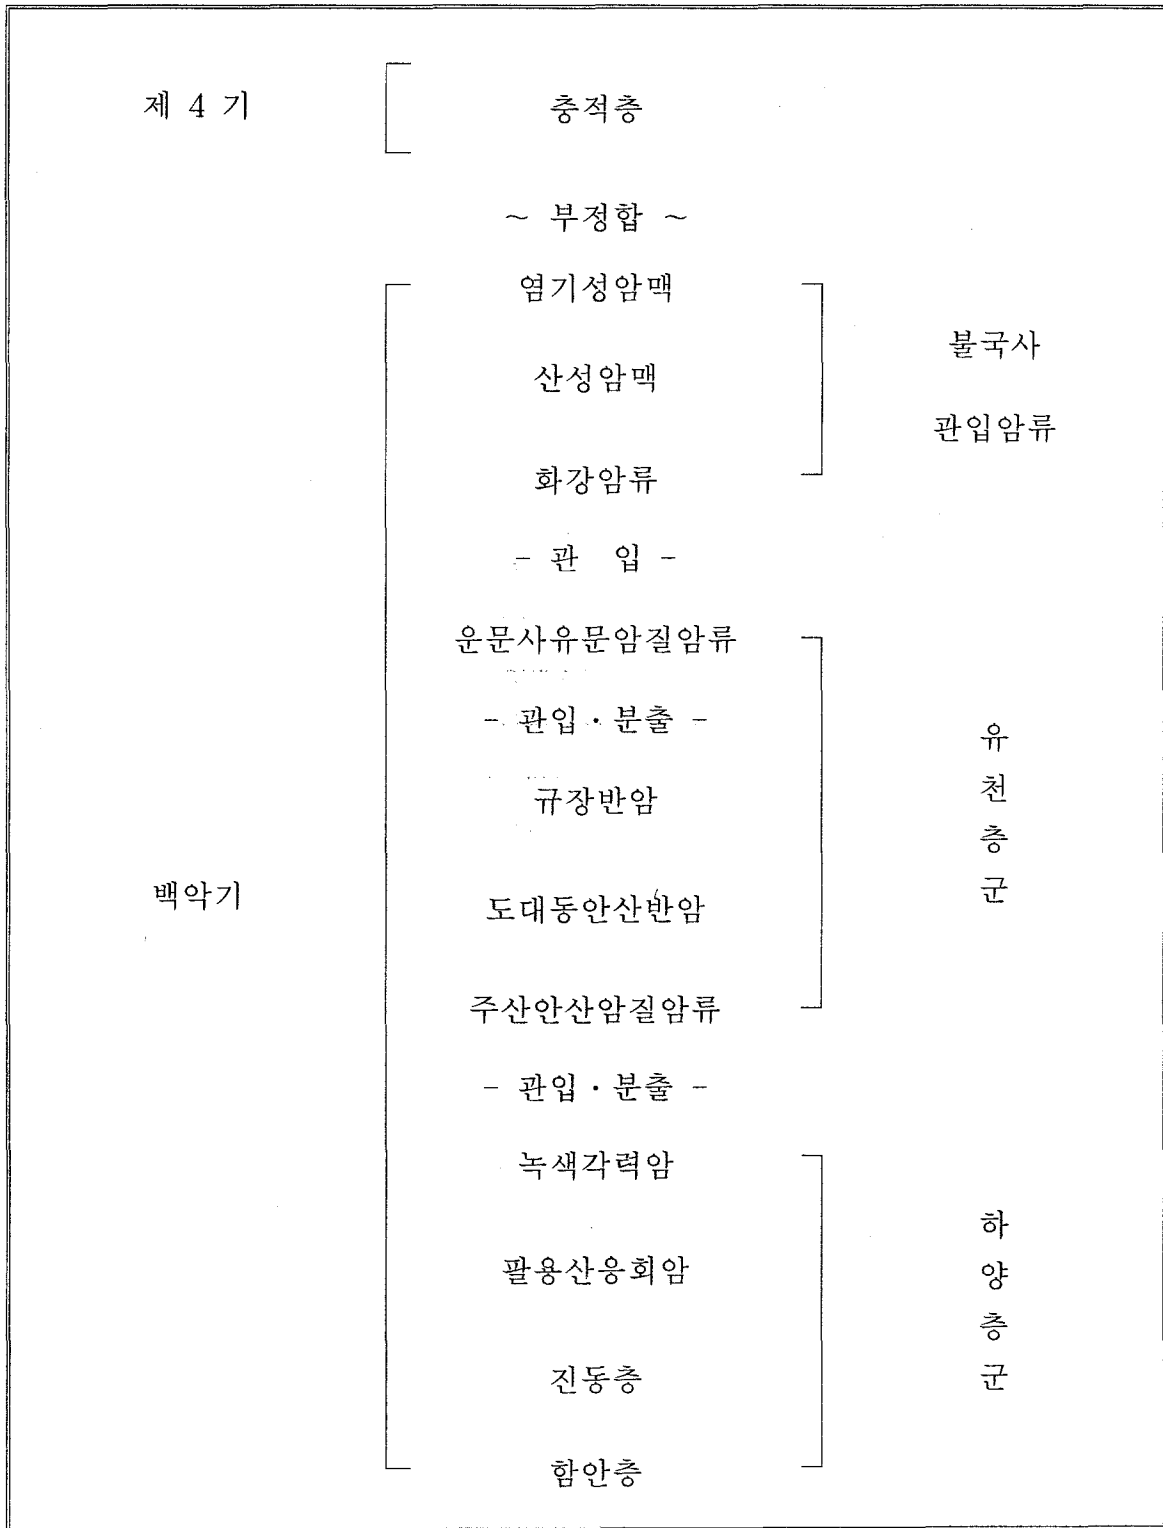 제 4 기
충적층
~ 부정합 ~
염기성암맥
산성암맥
화강암류
불국사
관입암류
- 관 입 -
운문사유문암질암류
- 관입 · 분출 -
규장반암
도대동안산반암
주산안산암질암류
유
천
층
군
백악기
- 관입 · 분출 -
녹색각력암
팔용산응회암
진동층
함안층
하
양
층
군